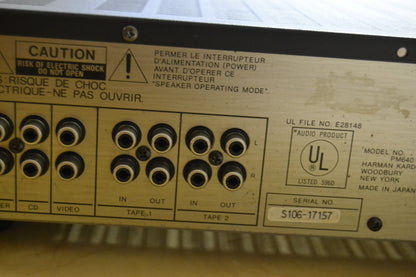 CAUTION
RISK OF ELECTRIC SHOCK
DO NOT OPEN
PERMER LE INTERRUPTEUR
D'ALIMENTATION (POWER)
AVANT D'OPERER CE
INTERRUPTEUR
"SPEAKER OPERATING MODE".
RISQUE DE CHOC
NE PAS OUVRIR.
UL FILE NO. E28148
"AUDIO PRODUCT"
UL
LISTED 596D
MODEL NO.
PM640
HARMAN KARD
WOODBURY
NEW YORK
MADE IN JAPAN
L
R
IN OUT IN OUT
CD VIDEO TAPE 1 TAPE 2
SERIAL NO.
S106-17157